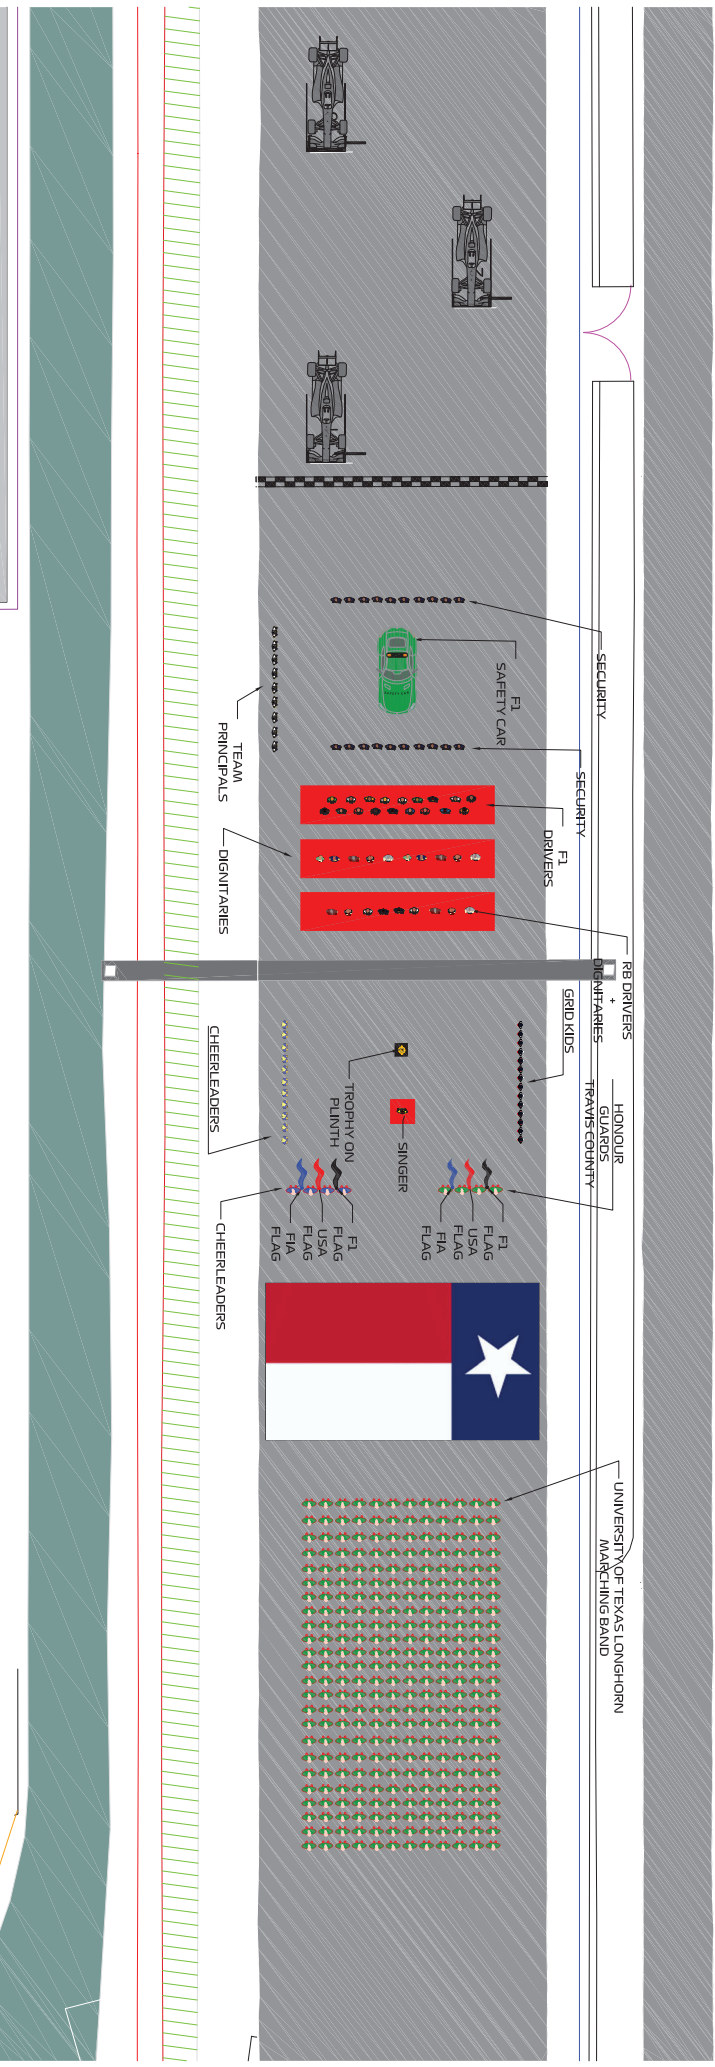 SECURITY
F1
SAFETY CAR
TEAM
PRINCIPALS
SECURITY
F1
DRIVERS
DIGNITARIES
RB DRIVERS
+
DIGNITARIES
GRID KIDS
CHEERLEADERS
TROPHY ON
PLINTH
SINGER
HONOUR
GUARDS
TRAVIS COUNTY
F1
FLAG
USA
FLAG
FIA
FLAG
F1
FLAG
USA
FLAG
FIA
FLAG
CHEERLEADERS
UNIVERSITY OF TEXAS LONGHORN
MARCHING BAND